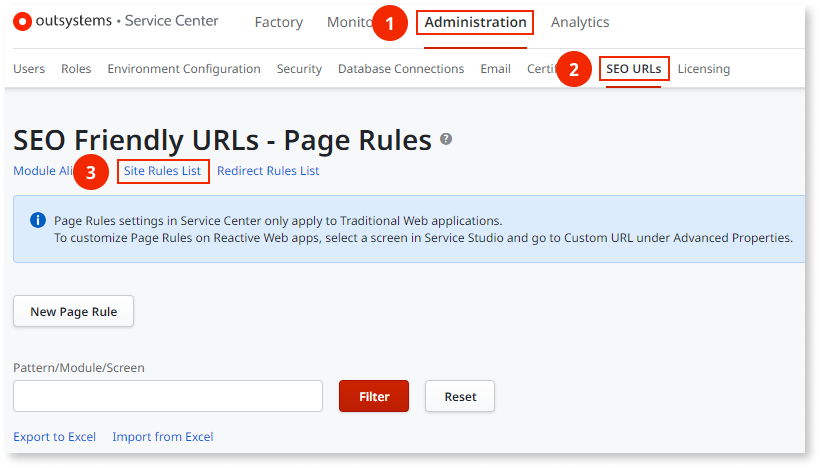 outsystems • Service Center Factory Monito 1 Administration Analytics
Users Roles Environment Configuration Security Database Connections Email Certif 2 SEO URLs Licensing
SEO Friendly URLs - Page Rules ?
Module Ali 3 Site Rules List Redirect Rules List
Page Rules settings in Service Center only apply to Traditional Web applications.
To customize Page Rules on Reactive Web apps, select a screen in Service Studio and go to Custom URL under Advanced Properties.
New Page Rule
Pattern/Module/Screen
Filter Reset
Export to Excel Import from Excel